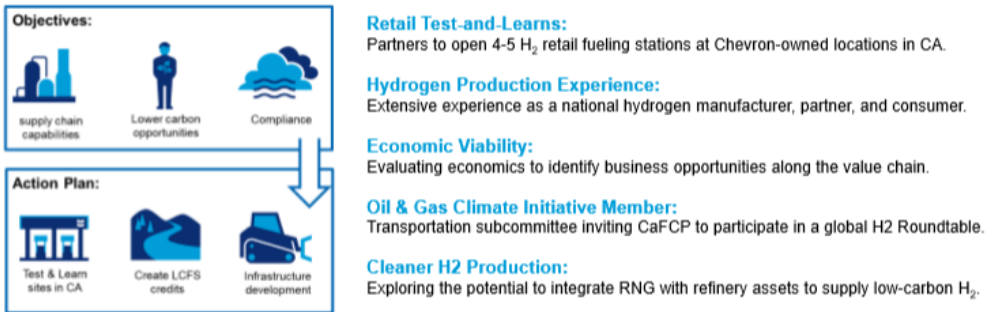 Objectives:
supply chain
capabilities
Lower carbon
opportunities
Compliance
Action Plan:
Test & Learn
sites in CA
Create LCFS
credits
Infrastructure
development
Retail Test-and-Learns:
Partners to open 4-5 H₂ retail fueling stations at Chevron-owned locations in CA.
Hydrogen Production Experience:
Extensive experience as a national hydrogen manufacturer, partner, and consumer.
Economic Viability:
Evaluating economics to identify business opportunities along the value chain.
Oil & Gas Climate Initiative Member:
Transportation subcommittee inviting CaFCP to participate in a global H2 Roundtable.
Cleaner H2 Production:
Exploring the potential to integrate RNG with refinery assets to supply low-carbon H₂.